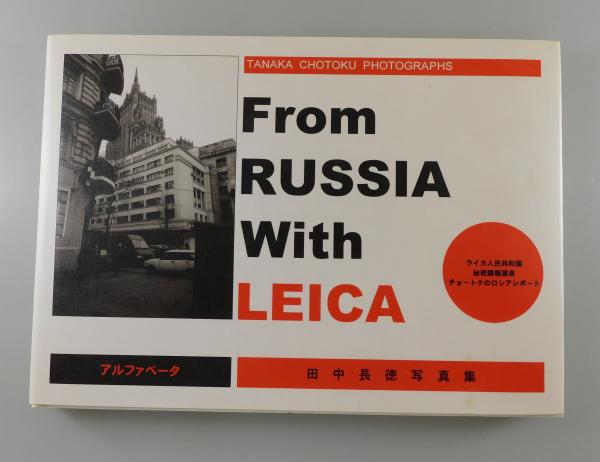 TANAKA CHOTOKU PHOTOGRAPHS
From
RUSSIA
With
LEICA
ライカ人民共和国
秘密諜報部員
チョートクのロシアレポート
アルファベータ
田中長徳写真集